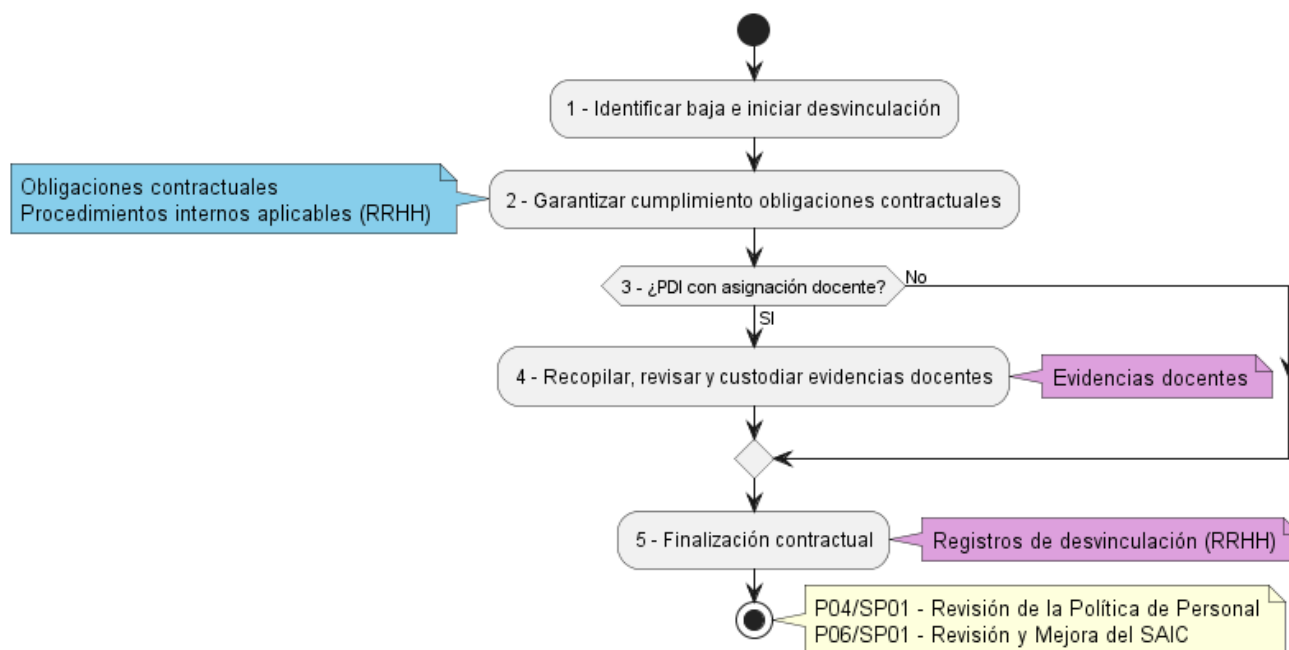 1 - Identificar baja e iniciar desvinculación
Obligaciones contractuales
Procedimientos internos aplicables (RRHH)
2 - Garantizar cumplimiento obligaciones contractuales
3 - ¿PDI con asignación docente?
No
SI
4 - Recopilar, revisar y custodiar evidencias docentes
Evidencias docentes
5 - Finalización contractual
Registros de desvinculación (RRHH)
P04/SP01 - Revisión de la Política de Personal
P06/SP01 - Revisión y Mejora del SAIC